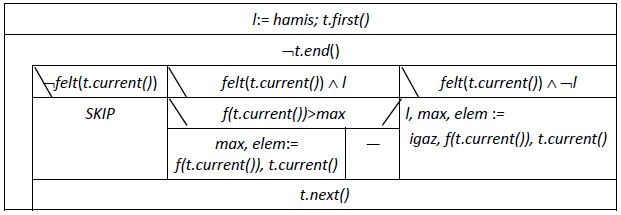 l:= hamis; t.first()
¬t.end()
¬felt(t.current()) felt(t.current()) ∧ l felt(t.current()) ∧ ¬l
SKIP f(t.current())>max l, max, elem :=
igaz, f(t.current()), t.current()
max, elem:= —
f(t.current()), t.current()
t.next()